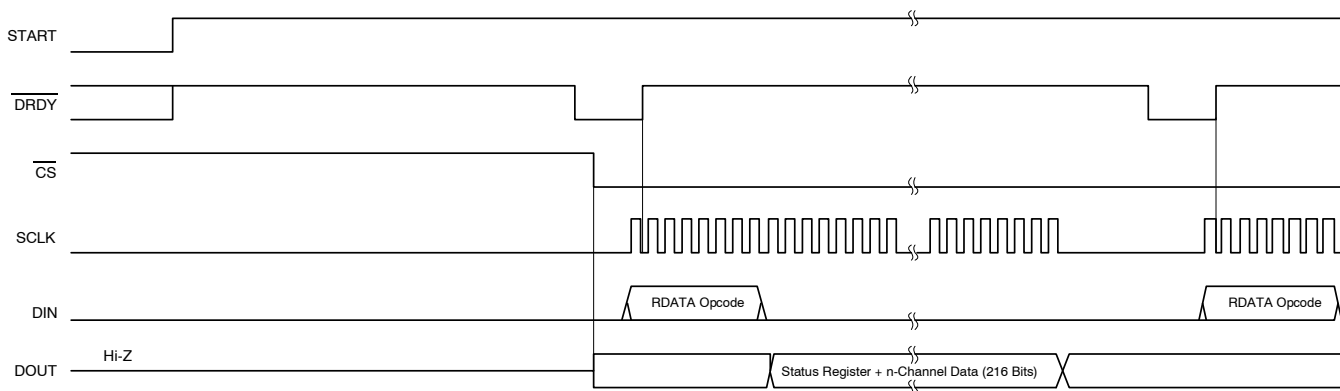 START
DRDY
CS
SCLK
DIN
RDATA Opcode
RDATA Opcode
Hi-Z
DOUT
Status Register + n-Channel Data (216 Bits)